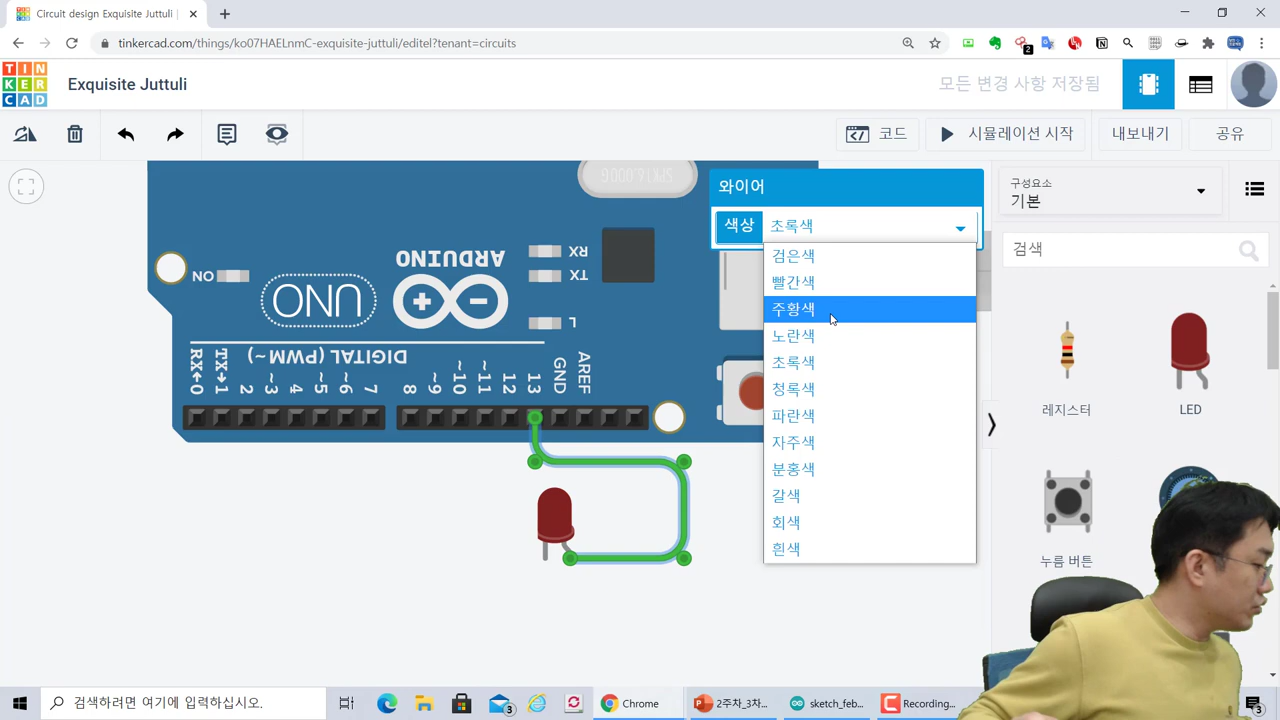 Circuit design Exquisite Juttuli
tinkercad.com/things/ko07HAELnmC-exquisite-juttuli/editel?tenant=circuits
2
TIN
KER
CAD
Exquisite Juttuli
모든 변경 사항 저장됨
코드
시뮬레이션 시작
내보내기
공유
와이어
색상
초록색
검은색
빨간색
주황색
노란색
초록색
청록색
파란색
자주색
분홍색
갈색
회색
흰색
구성요소
기본
검색
레지스터
LED
누름 버튼
SPK16.000G
ARDUINO
UNO
ON
RX
TX
L
DIGITAL (PWM ~)
RX←0
TX→1
2
~3
4
~5
~6
7
8
~9
~10
~11
12
13
GND
AREF
검색하려면 여기에 입력하십시오.
3
Chrome
2주차_3차...
sketch_feb...
Recording...
3